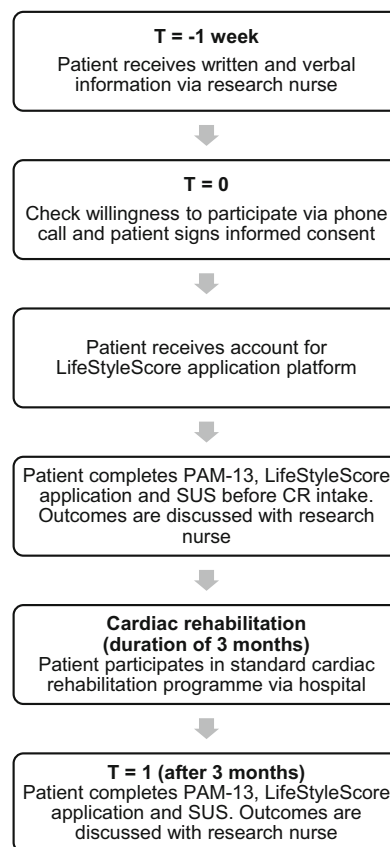 T = -1 week
Patient receives written and verbal
information via research nurse
T = 0
Check willingness to participate via phone
call and patient signs informed consent
Patient receives account for
LifeStyleScore application platform
Patient completes PAM-13, LifeStyleScore
application and SUS before CR intake.
Outcomes are discussed with research
nurse
Cardiac rehabilitation
(duration of 3 months)
Patient participates in standard cardiac
rehabilitation programme via hospital
T = 1 (after 3 months)
Patient completes PAM-13, LifeStyleScore
application and SUS. Outcomes are
discussed with research nurse